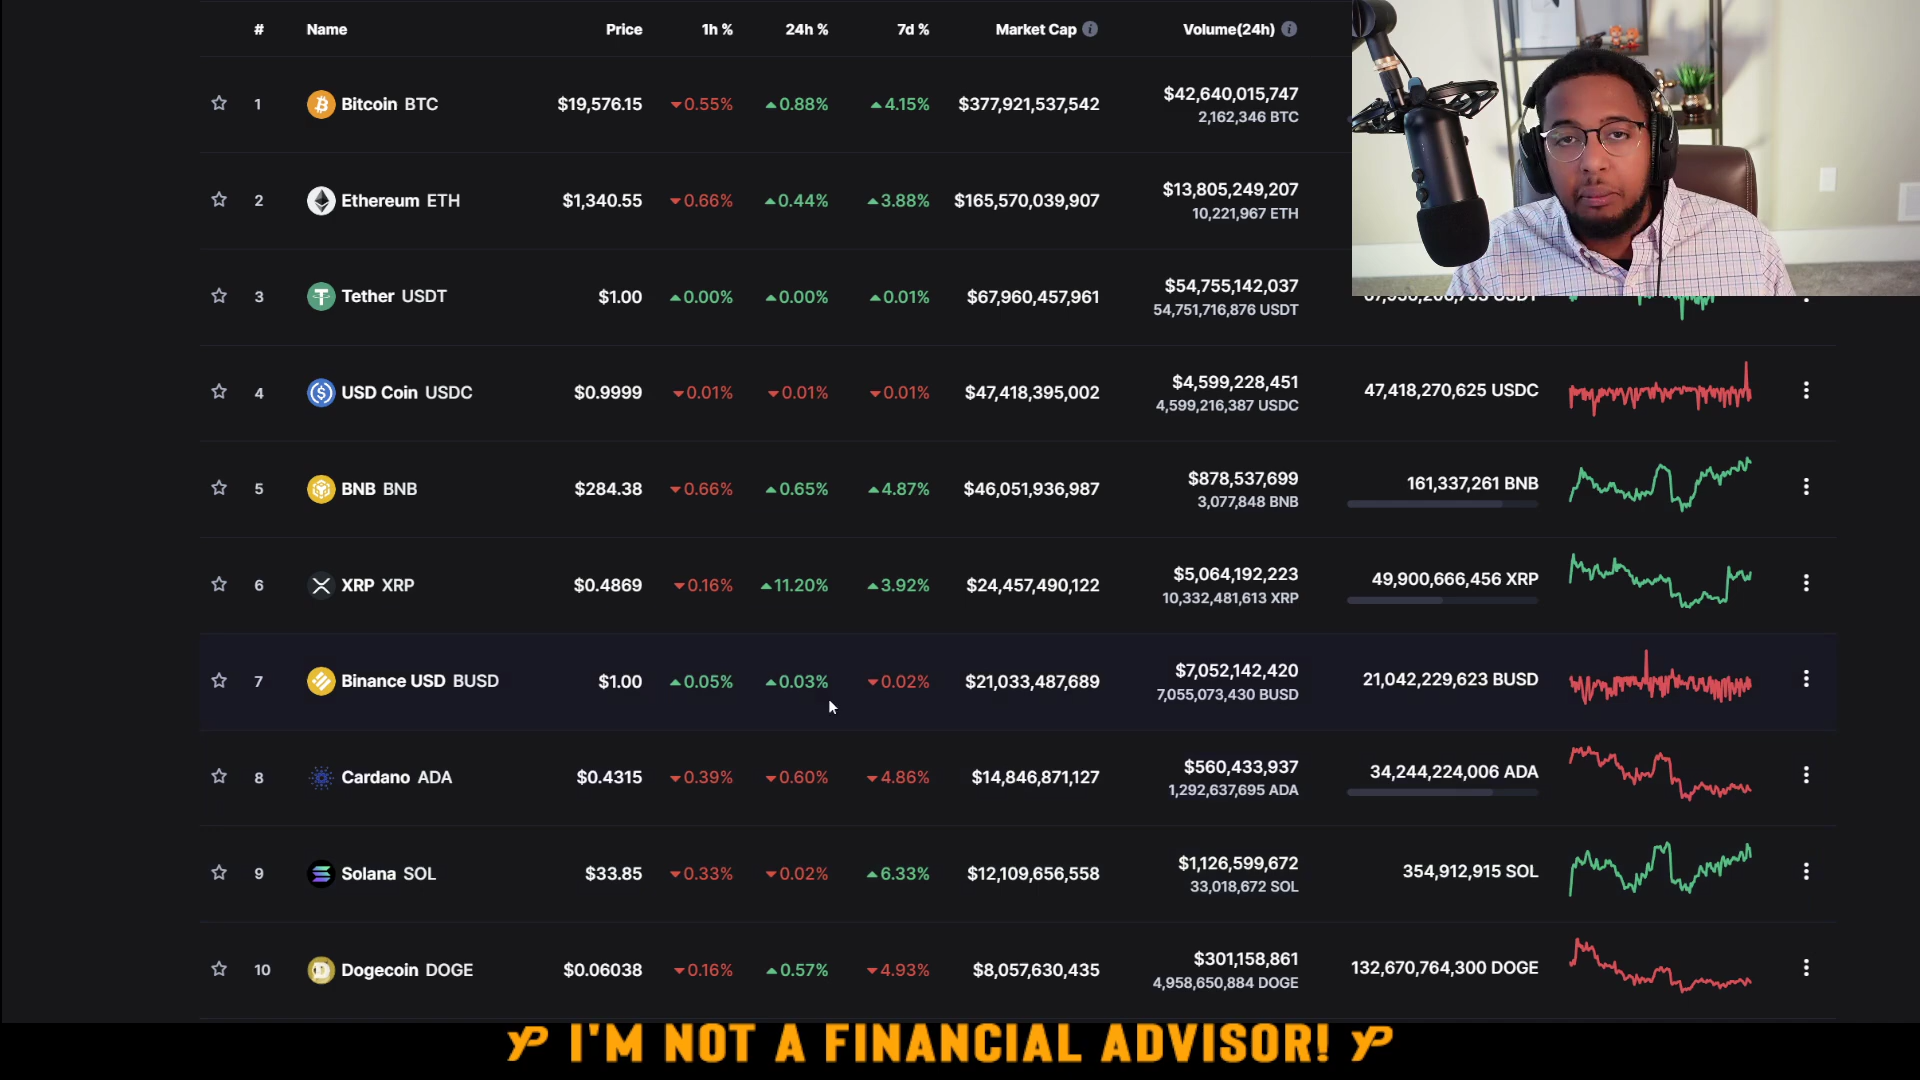 # Name Price 1h % 24h % 7d % Market Cap Volume(24h)
1 Bitcoin BTC $19,576.15 0.55% 0.88% 4.15% $377,921,537,542 $42,640,015,747
2,162,346 BTC
2 Ethereum ETH $1,340.55 0.66% 0.44% 3.88% $165,570,039,907 $13,805,249,207
10,221,967 ETH
3 Tether USDT $1.00 0.00% 0.00% 0.01% $67,960,457,961 $54,755,142,037
54,751,716,876 USDT
4 USD Coin USDC $0.9999 0.01% 0.01% 0.01% $47,418,395,002 $4,599,228,451 47,418,270,625 USDC
4,599,216,387 USDC
5 BNB BNB $284.38 0.66% 0.65% 4.87% $46,051,936,987 $878,537,699 161,337,261 BNB
3,077,848 BNB
6 XRP XRP $0.4869 0.16% 11.20% 3.92% $24,457,490,122 $5,064,192,223 49,900,666,456 XRP
10,332,481,613 XRP
7 Binance USD BUSD $1.00 0.05% 0.03% 0.02% $21,033,487,689 $7,052,142,420 21,042,229,623 BUSD
7,055,073,430 BUSD
8 Cardano ADA $0.4315 0.39% 0.60% 4.86% $14,846,871,127 $560,433,937 34,244,224,006 ADA
1,292,637,695 ADA
9 Solana SOL $33.85 0.33% 0.02% 6.33% $12,109,656,558 $1,126,599,672 354,912,915 SOL
33,018,672 SOL
10 Dogecoin DOGE $0.06038 0.16% 0.57% 4.93% $8,057,630,435 $301,158,861 132,670,764,300 DOGE
4,958,650,884 DOGE
YP I'M NOT A FINANCIAL ADVISOR! YP